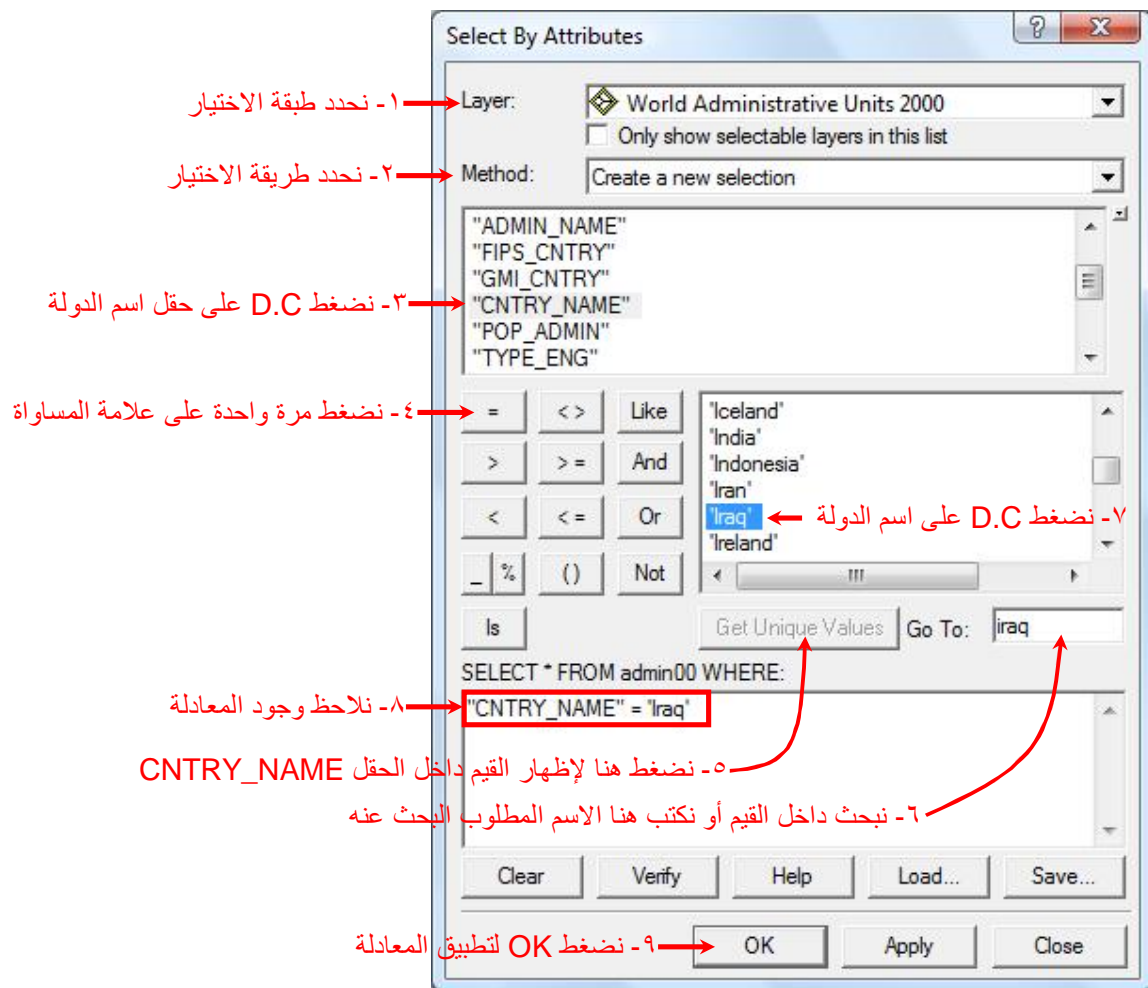 Select By Attributes
١- نحدد طبقة الاختيار
Layer: World Administrative Units 2000
Only show selectable layers in this list
٢- نحدد طريقة الاختيار
Method: Create a new selection
"ADMIN_NAME"
"FIPS_CNTRY"
"GMI_CNTRY"
٣- نضغط D.C على حقل اسم الدولة
"CNTRY_NAME"
"POP_ADMIN"
"TYPE_ENG"
٤- نضغط مرة واحدة على علامة المساواة
= <> Like
> >= And
< <= Or
_ % () Not
Is
'Iceland'
'India'
'Indonesia'
'Iran'
'Iraq'
٧- نضغط D.C على اسم الدولة
'Ireland'
Get Unique Values Go To: iraq
SELECT * FROM admin00 WHERE:
٨- نلاحظ وجود المعادلة
"CNTRY_NAME" = 'Iraq'
٥- نضغط هنا لإظهار القيم داخل الحقل CNTRY_NAME
٦- نبحث داخل القيم أو نكتب هنا الاسم المطلوب البحث عنه
Clear Verify Help Load... Save...
٩- نضغط OK لتطبيق المعادلة
OK Apply Close